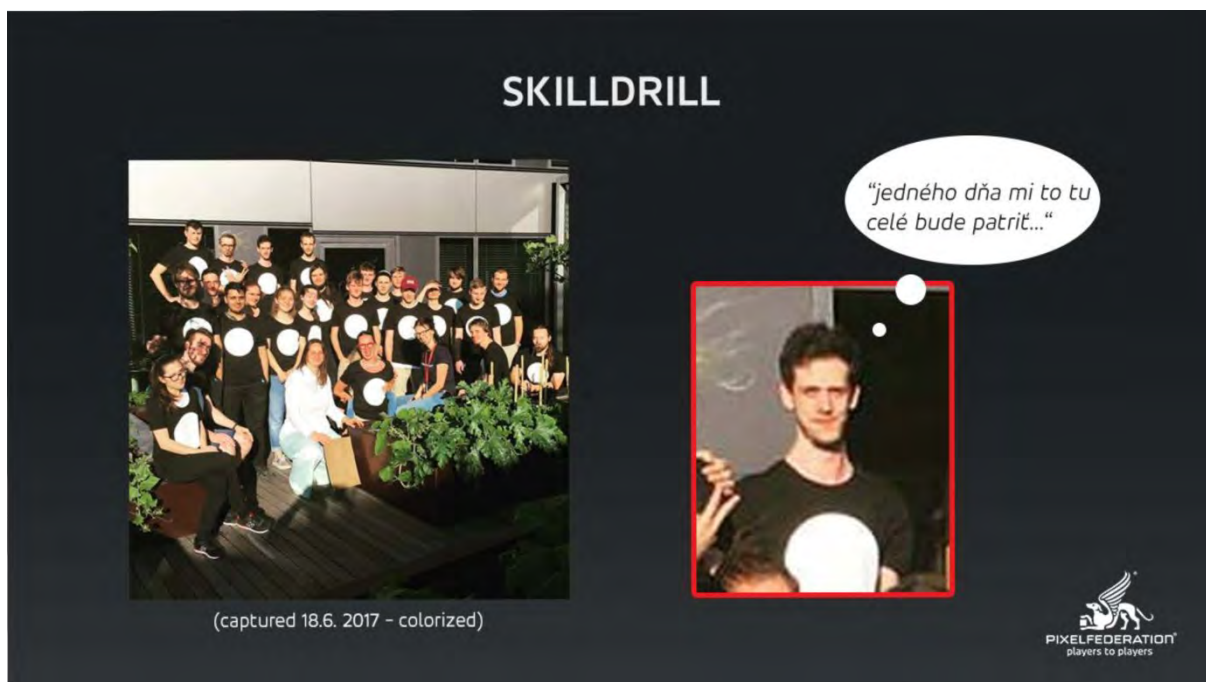 SKILLDRILL
"jedného dňa mi to tu
celé bude patriť..."
(captured 18.6. 2017 - colorized)
PIXELFEDERATION®
players to players